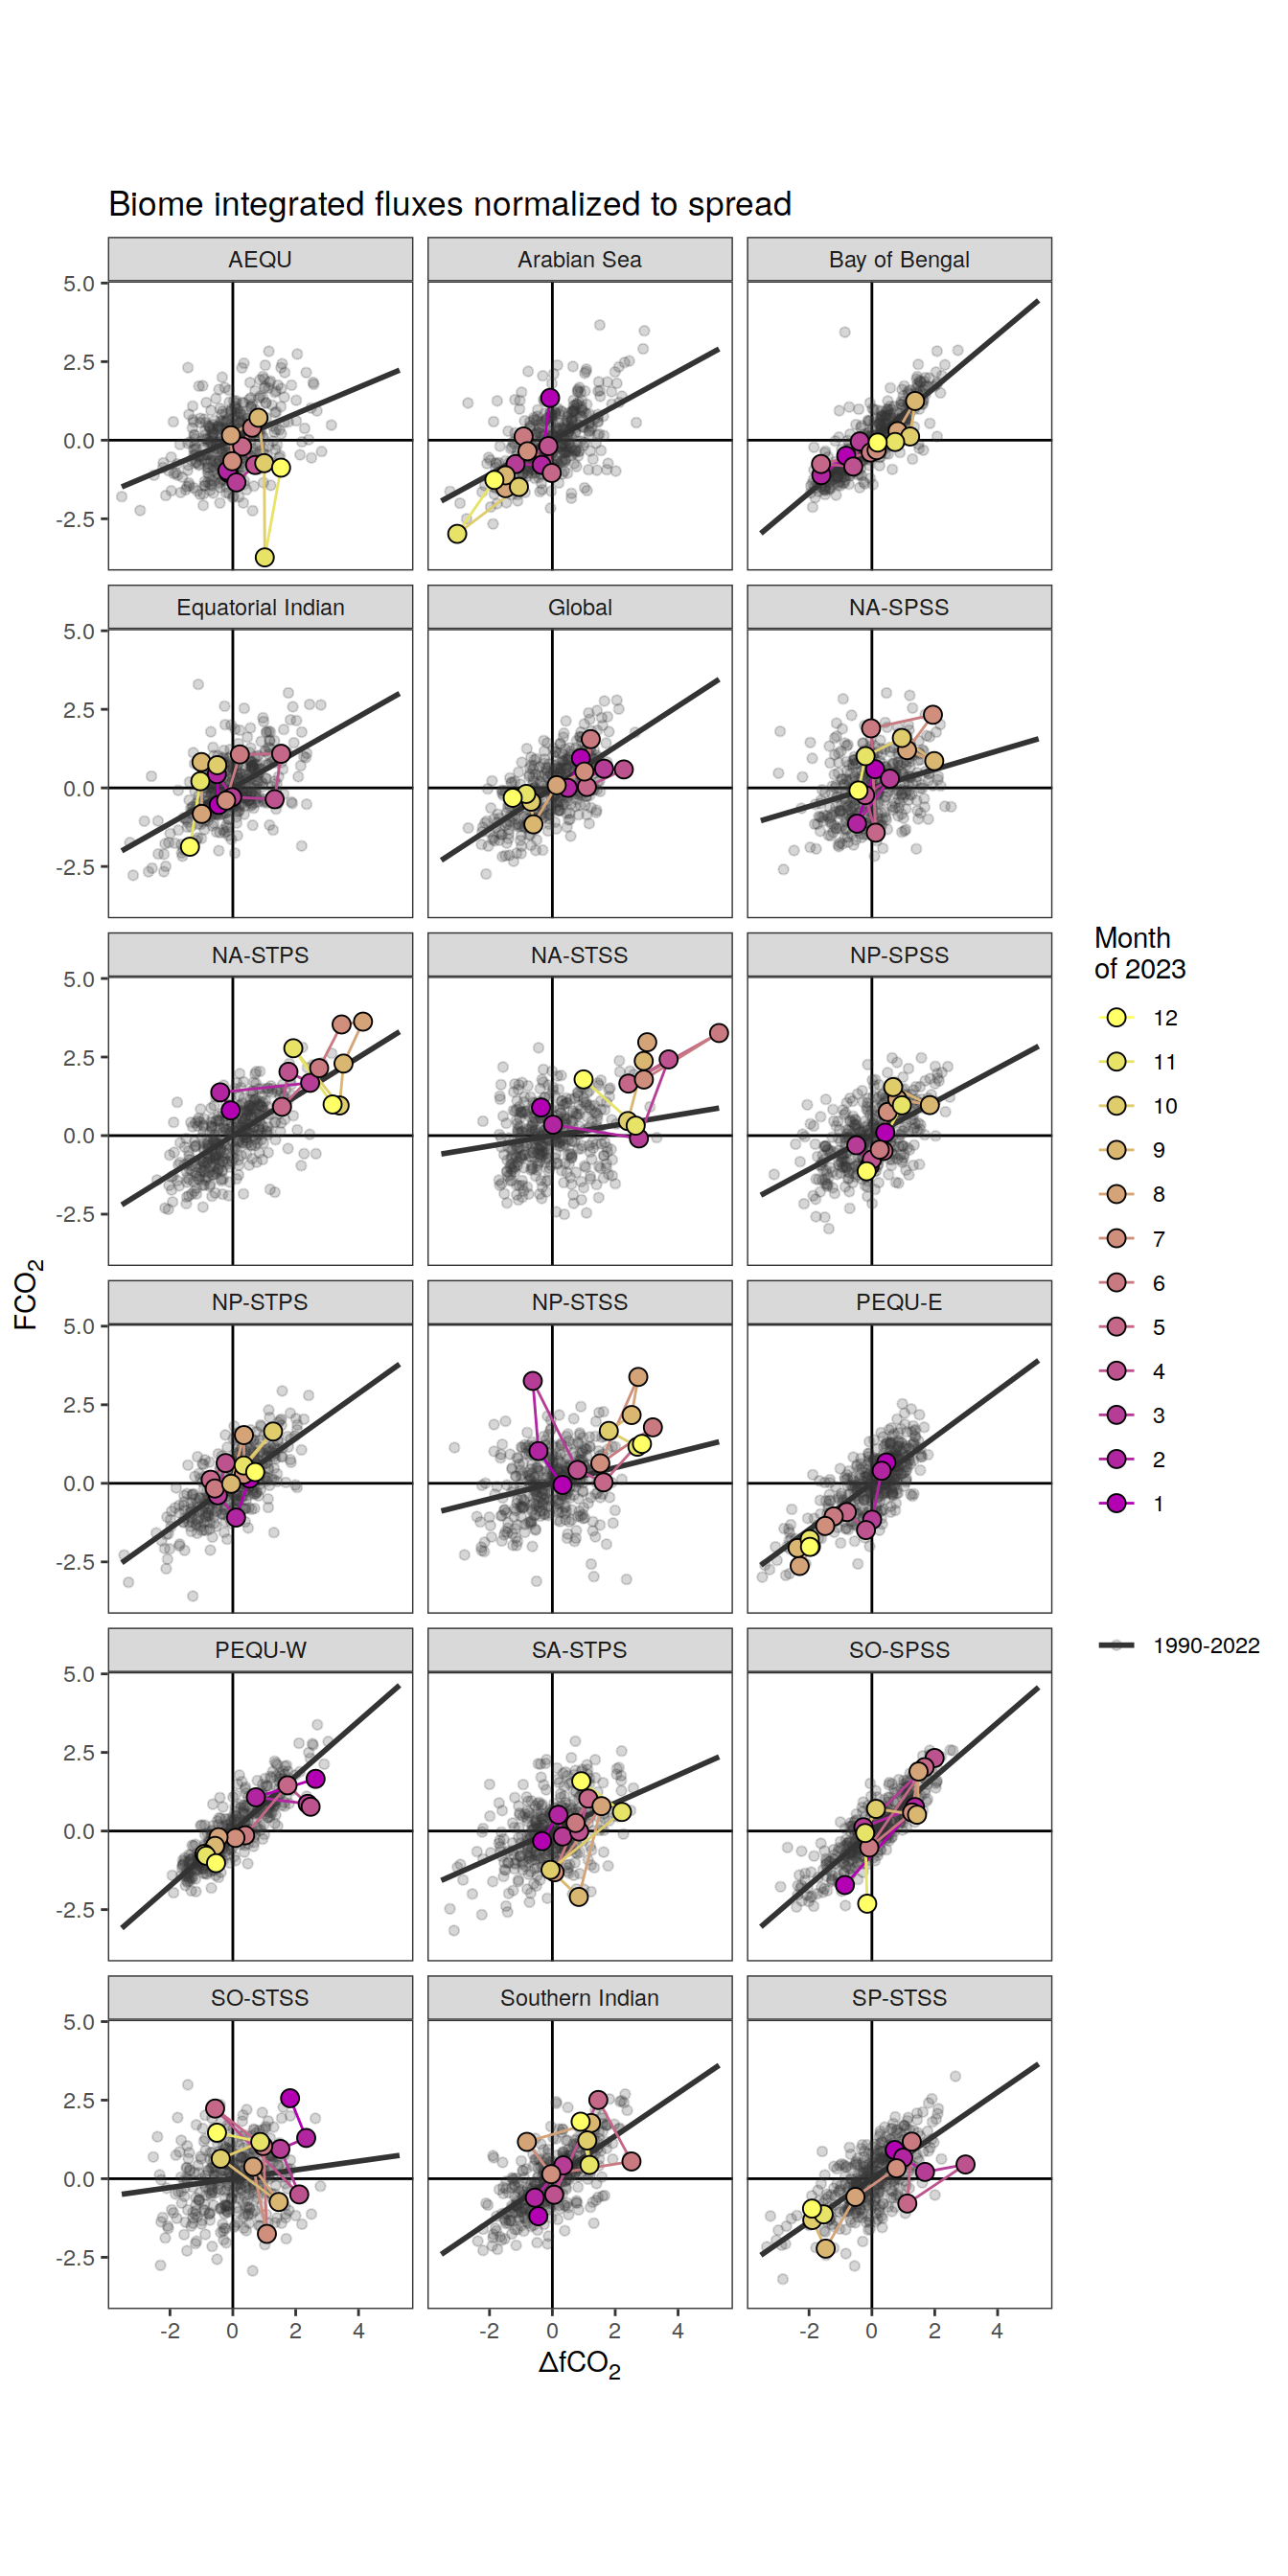 Biome integrated fluxes normalized to spread
AEQU
Arabian Sea
Bay of Bengal
5.0
2.5
0.0
-2.5
Equatorial Indian
Global
NA-SPSS
5.0
2.5
0.0
-2.5
NA-STPS
NA-STSS
NP-SPSS
5.0
2.5
0.0
-2.5
NP-STPS
NP-STSS
PEQU-E
5.0
2.5
0.0
-2.5
PEQU-W
SA-STPS
SO-SPSS
5.0
2.5
0.0
-2.5
SO-STSS
Southern Indian
SP-STSS
5.0
2.5
0.0
-2.5
-2 0 2 4
-2 0 2 4
-2 0 2 4
ΔfCO₂
FCO₂
Month
of 2023
12
11
10
9
8
7
6
5
4
3
2
1
1990-2022